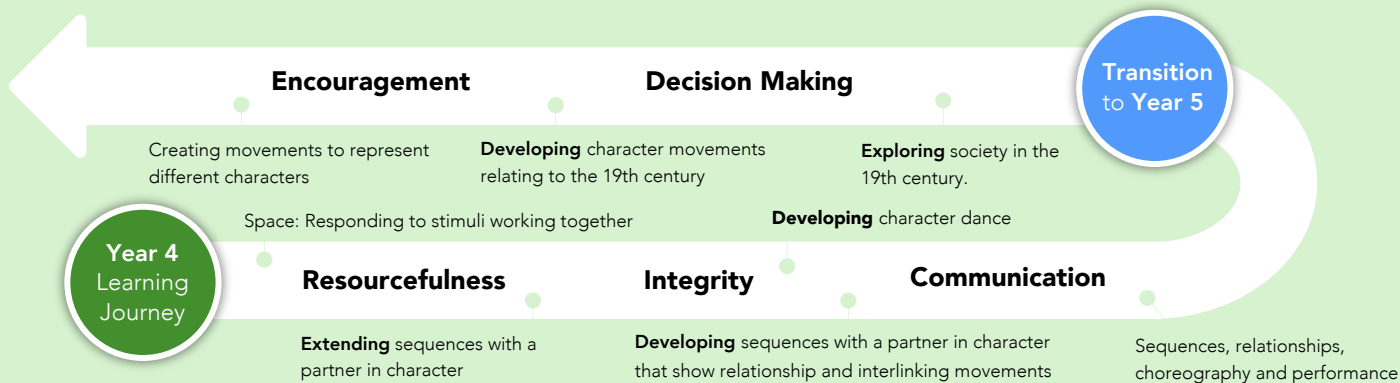 Encouragement
Decision Making
Transition
to Year 5
Creating movements to represent
different characters
Developing character movements
relating to the 19th century
Exploring society in the
19th century.
Space: Responding to stimuli working together
Developing character dance
Year 4
Learning
Journey
Resourcefulness
Integrity
Communication
Extending sequences with a
partner in character
Developing sequences with a partner in character
that show relationship and interlinking movements
Sequences, relationships,
choreography and performance